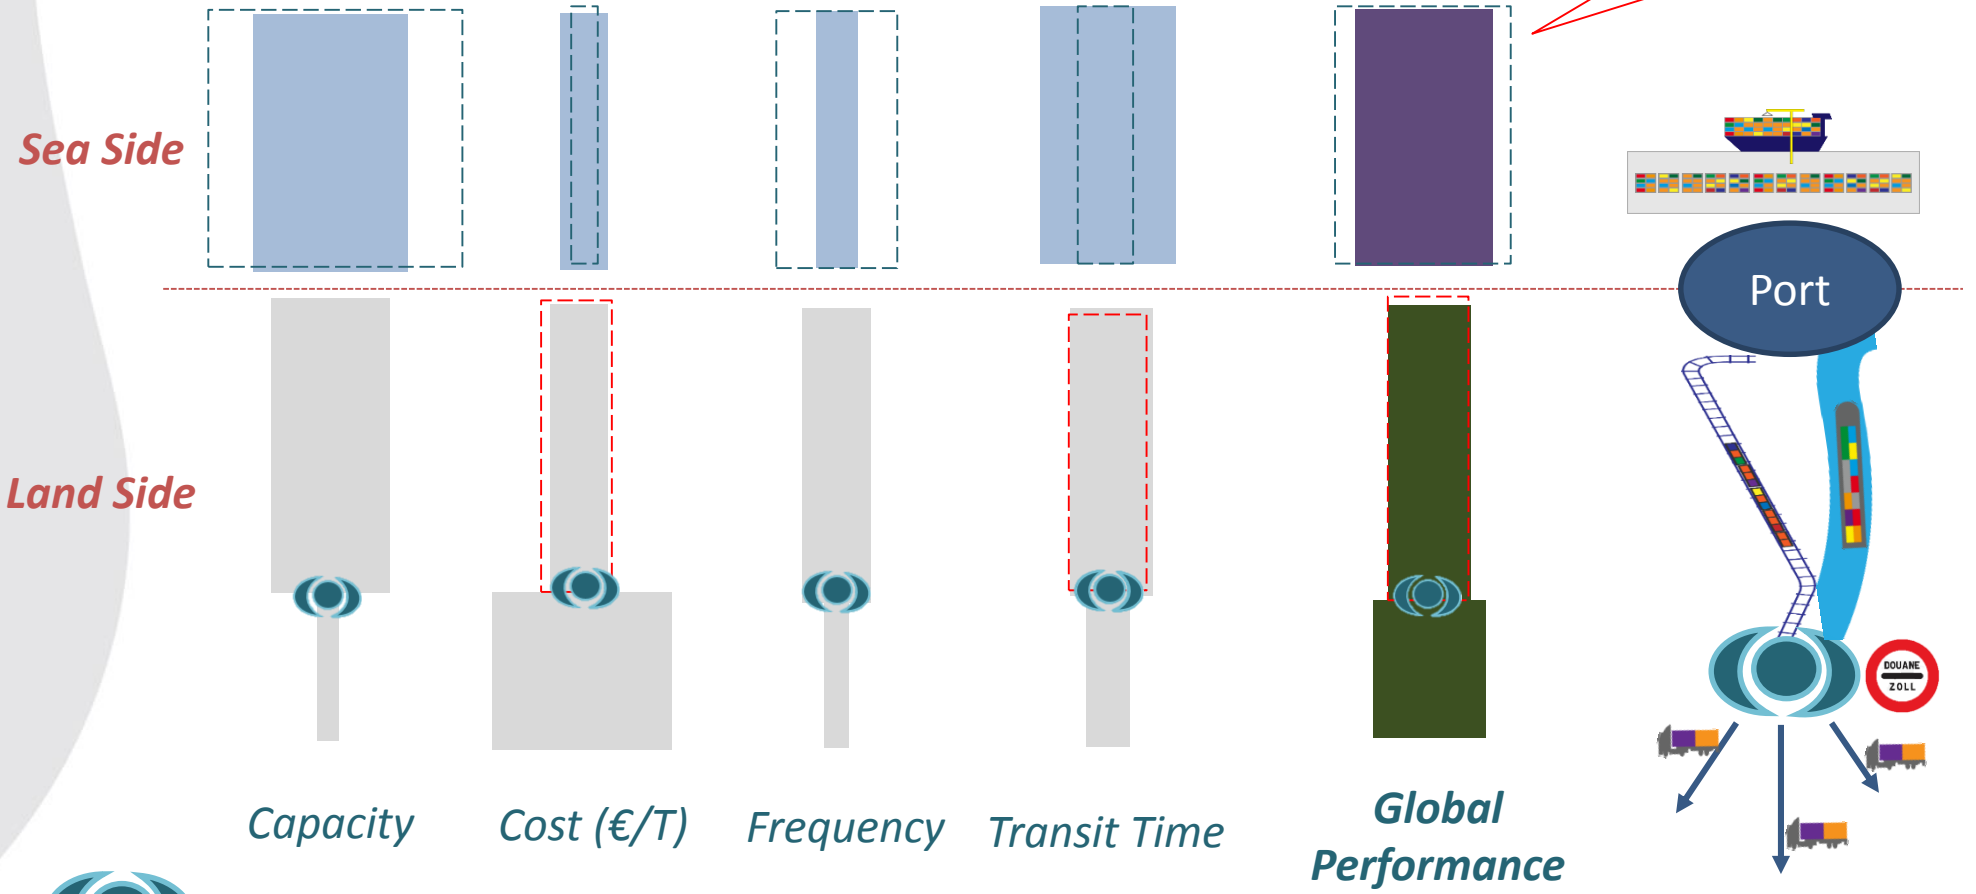 Sea Side
Port
Land Side
DOUANE
ZOLL
Capacity
Cost (€/T)
Frequency
Transit Time
Global
Performance